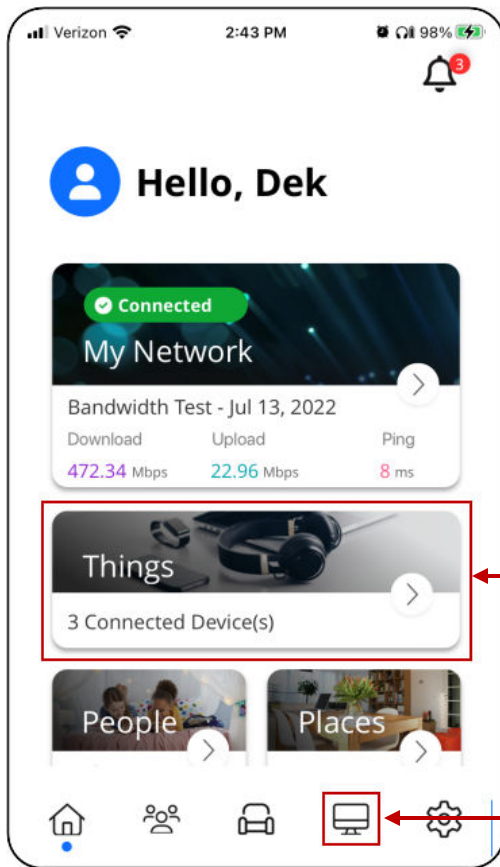 Verizon 2:43 PM 98%
3
Hello, Dek
Connected
My Network
Bandwidth Test - Jul 13, 2022
Download Upload Ping
472.34 Mbps 22.96 Mbps 8 ms
Things
3 Connected Device(s)
People Places